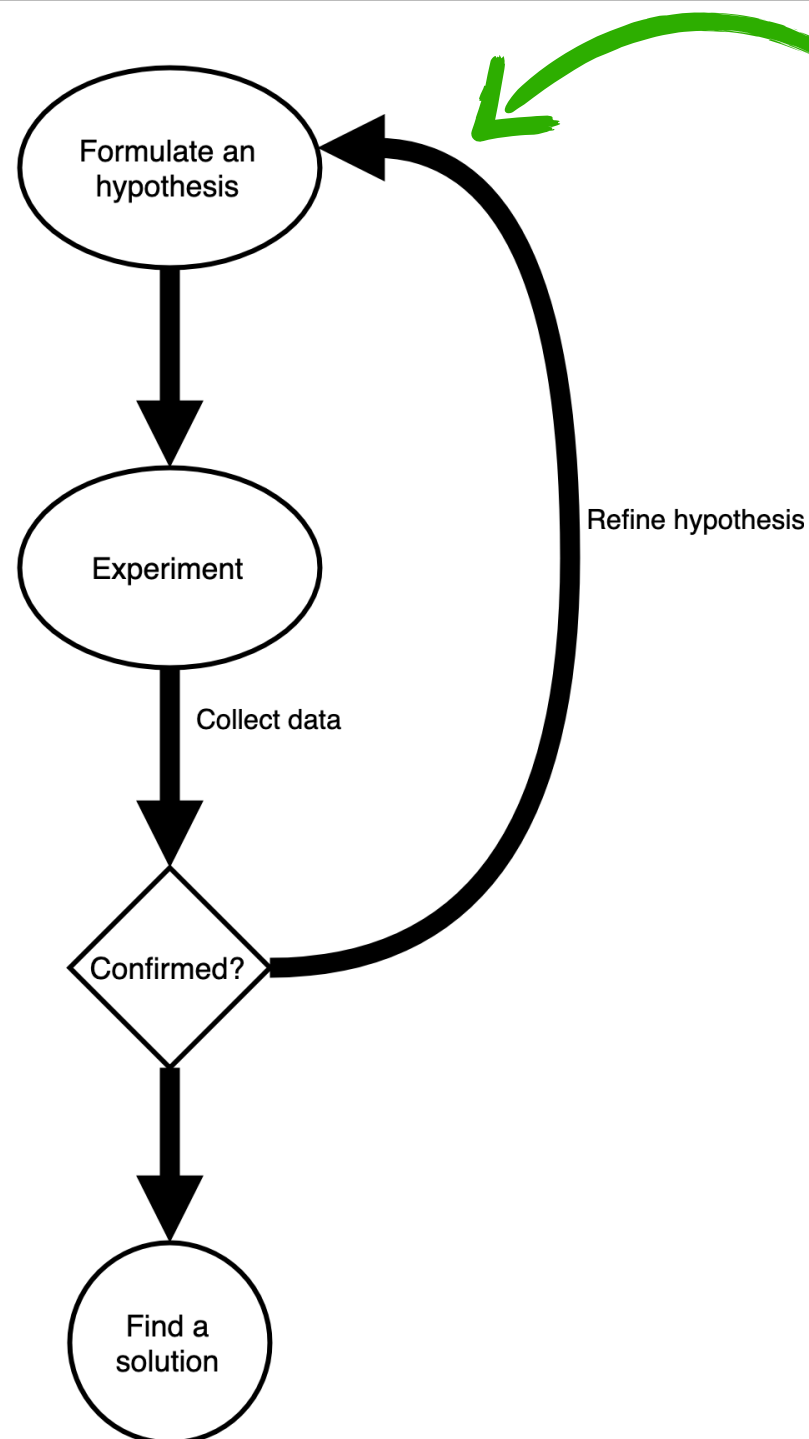 Formulate an
hypothesis
Refine hypothesis
Experiment
Collect data
Confirmed?
Find a
solution